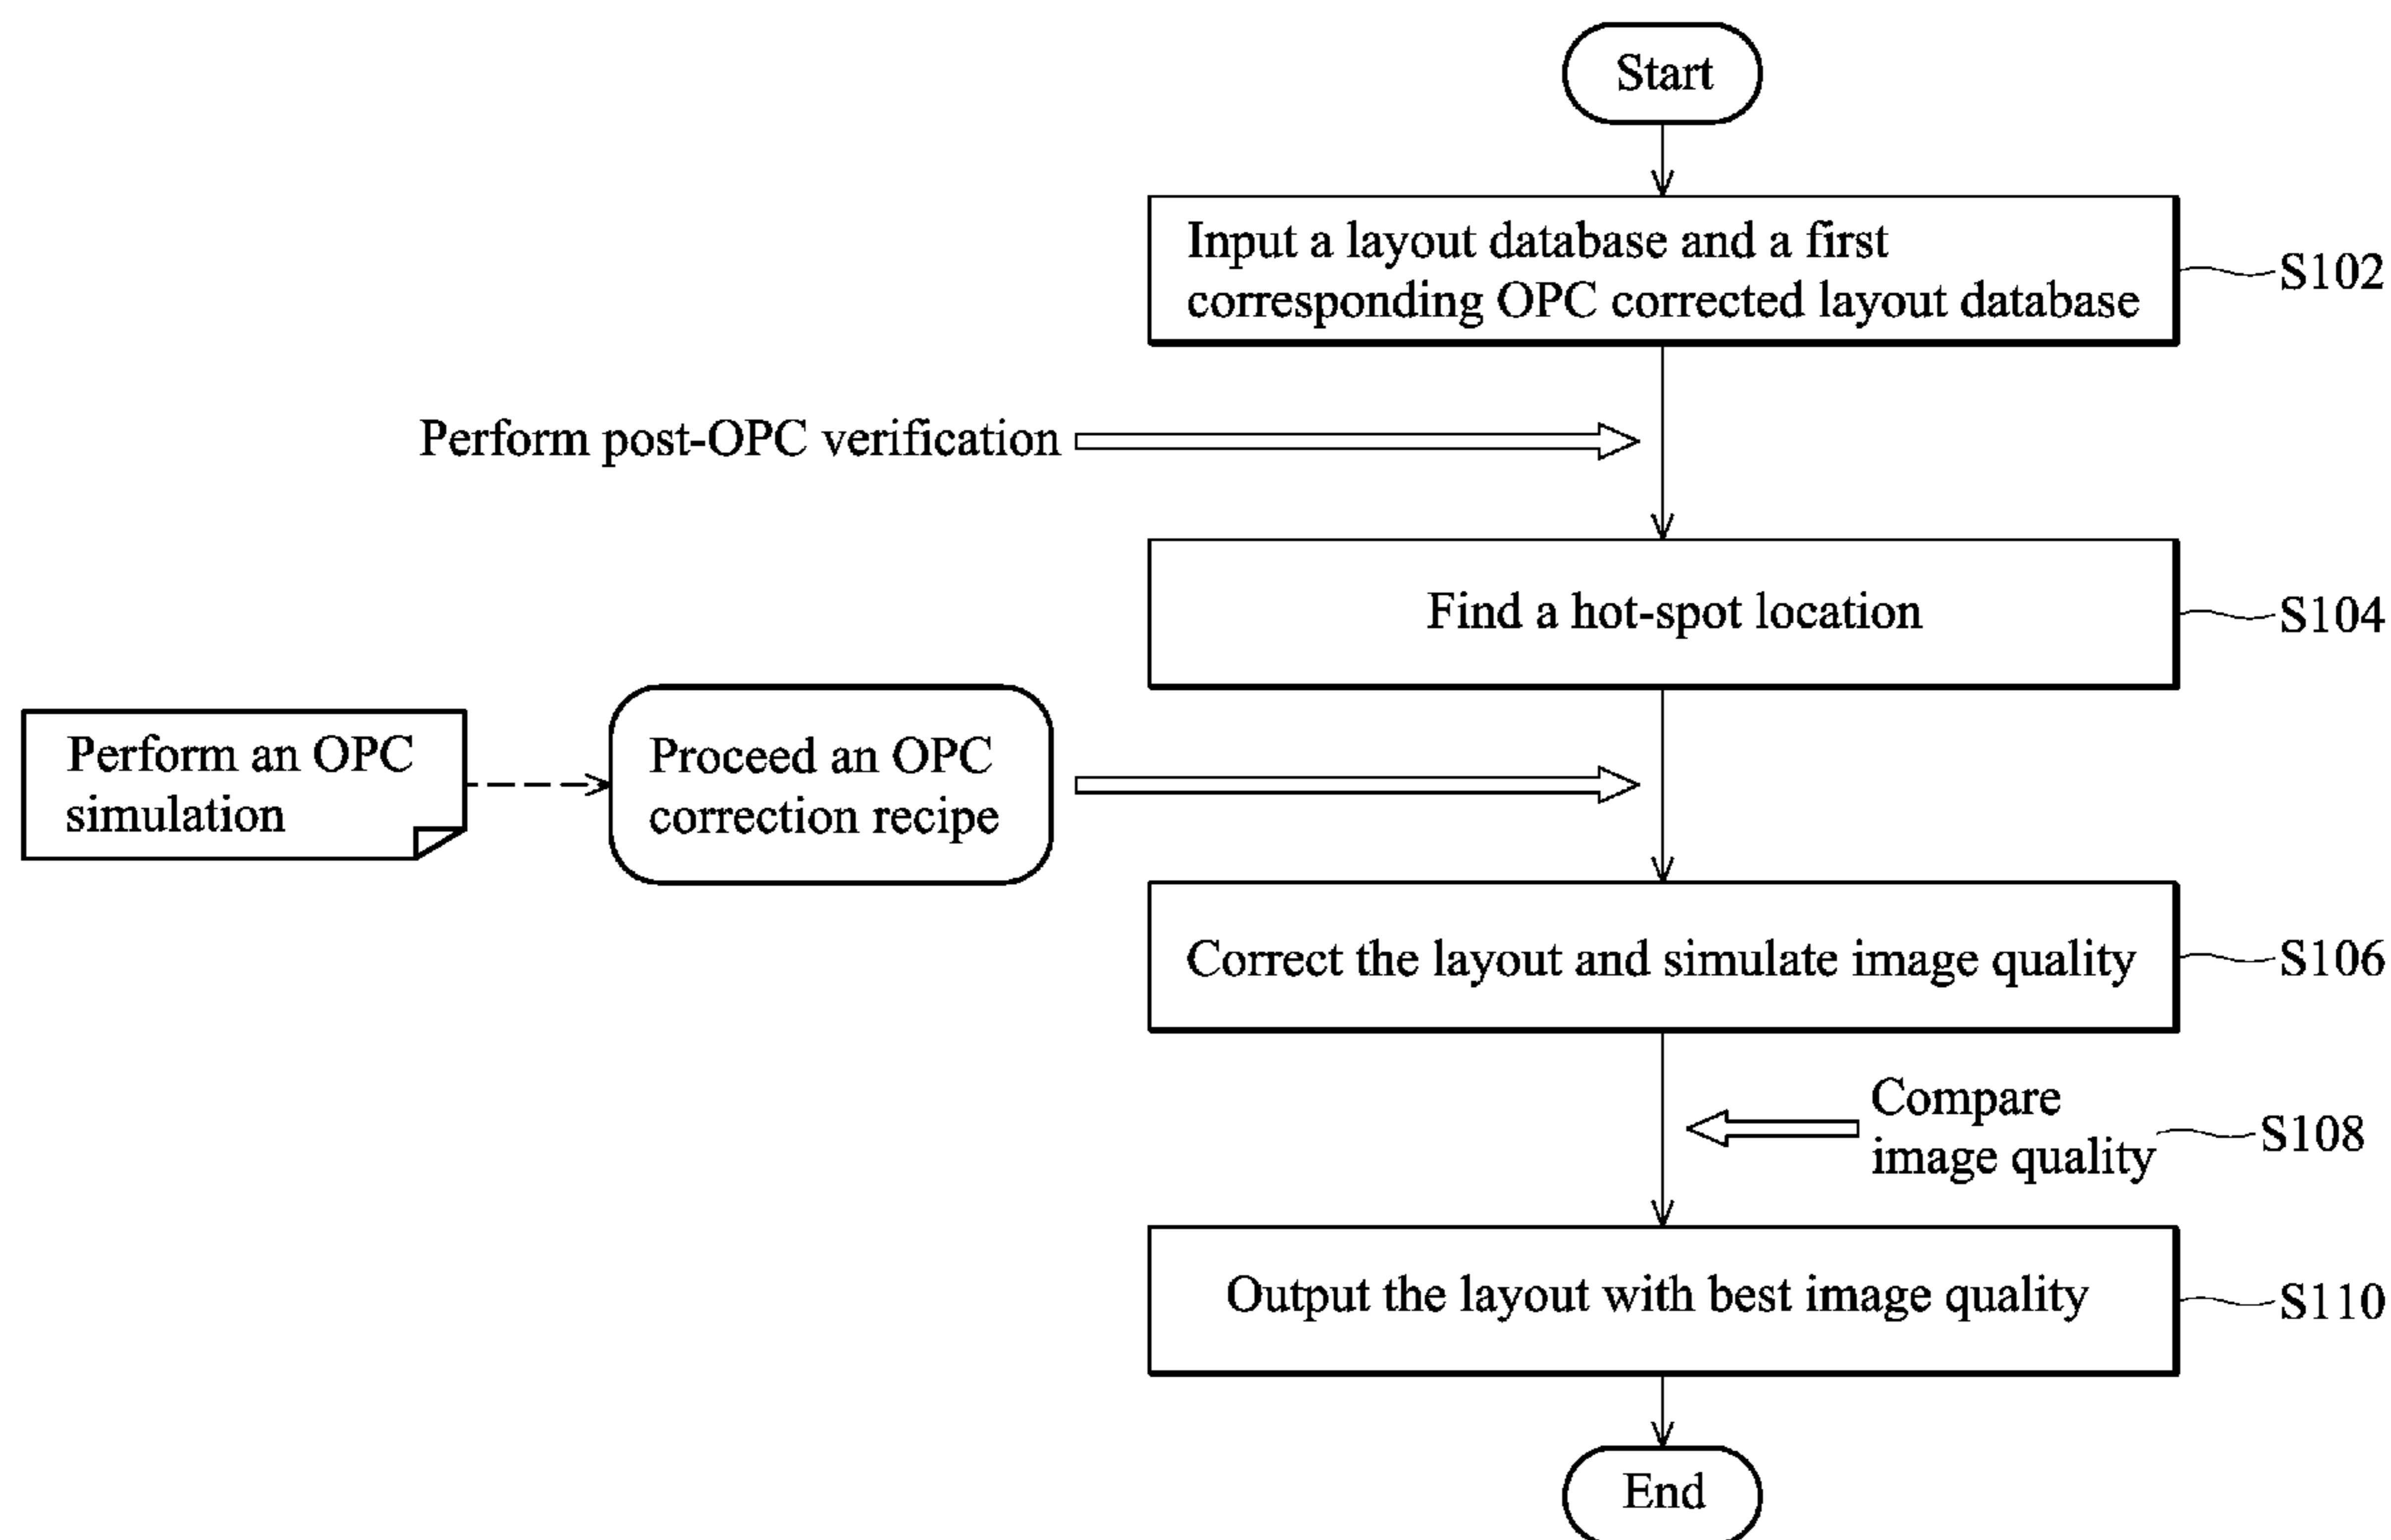 Start
Input a layout database and a first
corresponding OPC corrected layout database
S102
Perform post-OPC verification
Find a hot-spot location
S104
Perform an OPC
simulation
Proceed an OPC
correction recipe
Correct the layout and simulate image quality
S106
Compare
image quality
S108
Output the layout with best image quality
S110
End